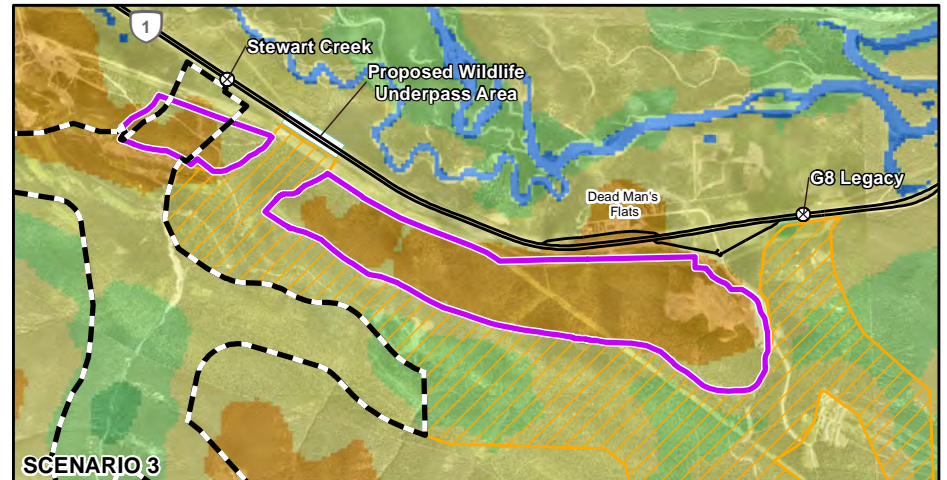 1
Stewart Creek
Proposed Wildlife
Underpass Area
G8 Legacy
Dead Man's
Flats
SCENARIO 3